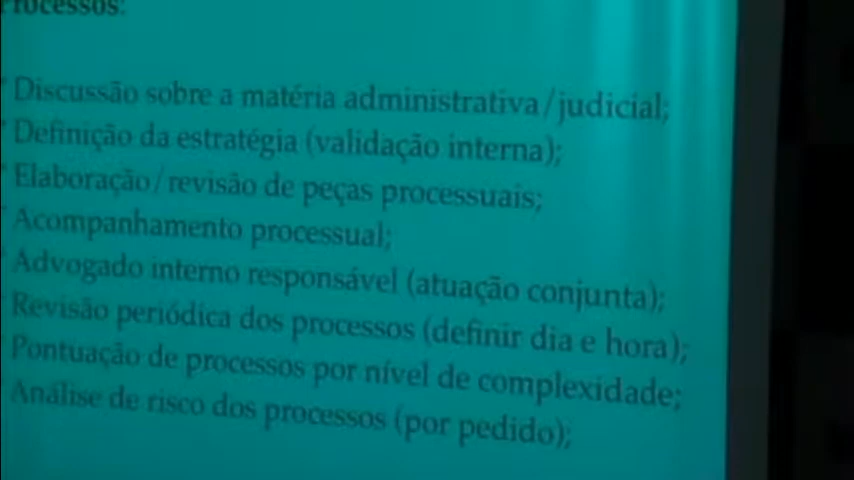 Processos:
* Discussão sobre a matéria administrativa/judicial;
* Definição da estratégia (validação interna);
* Elaboração/revisão de peças processuais;
* Acompanhamento processual;
* Advogado interno responsável (atuação conjunta);
* Revisão periódica dos processos (definir dia e hora);
* Pontuação de processos por nível de complexidade;
* Análise de risco dos processos (por pedido);